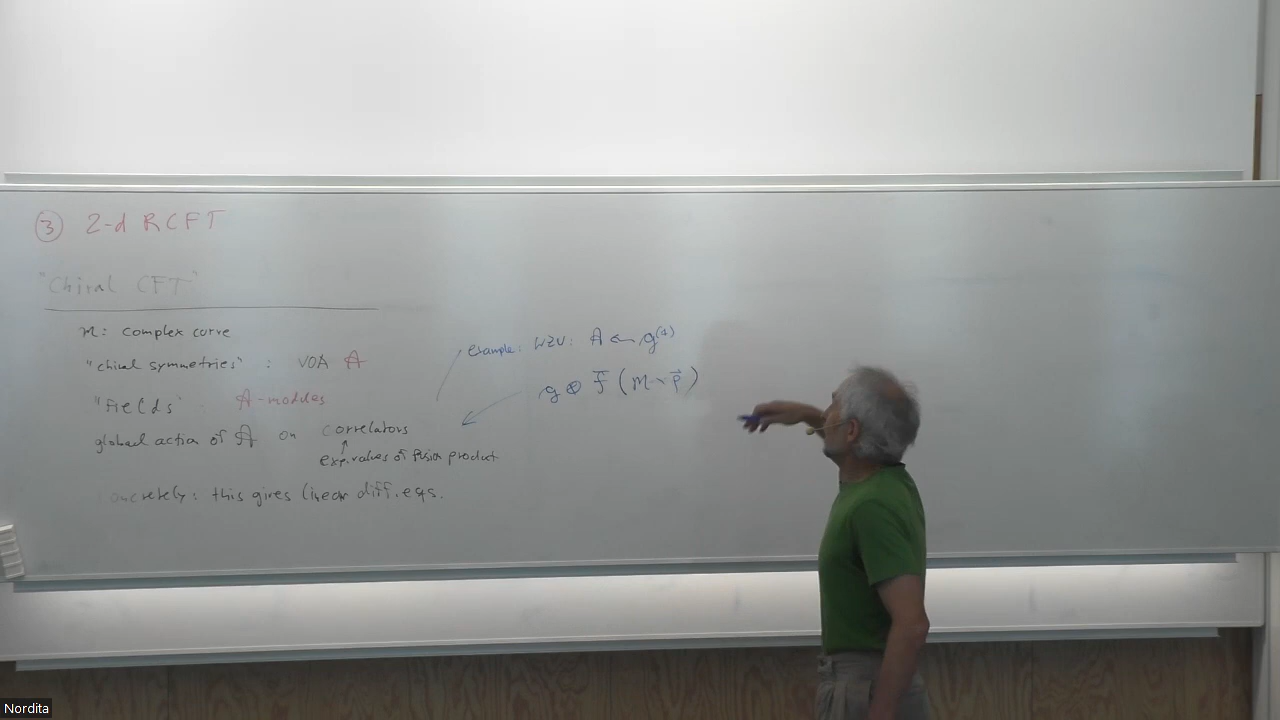 ③ 2-d RCFT
"Chiral CFT"
M: complex curve
"chiral symmetries" : VOA 𝔸
"fields" : 𝔸-modules
global action of 𝔸 on correlators
↑
exp.values of fusion product
concretely: this gives linear diff. eqs.
example: WZW: 𝔸 ← g⁽¹⁾
g ⊗ F̄ (M∖p⃗)
Nordita